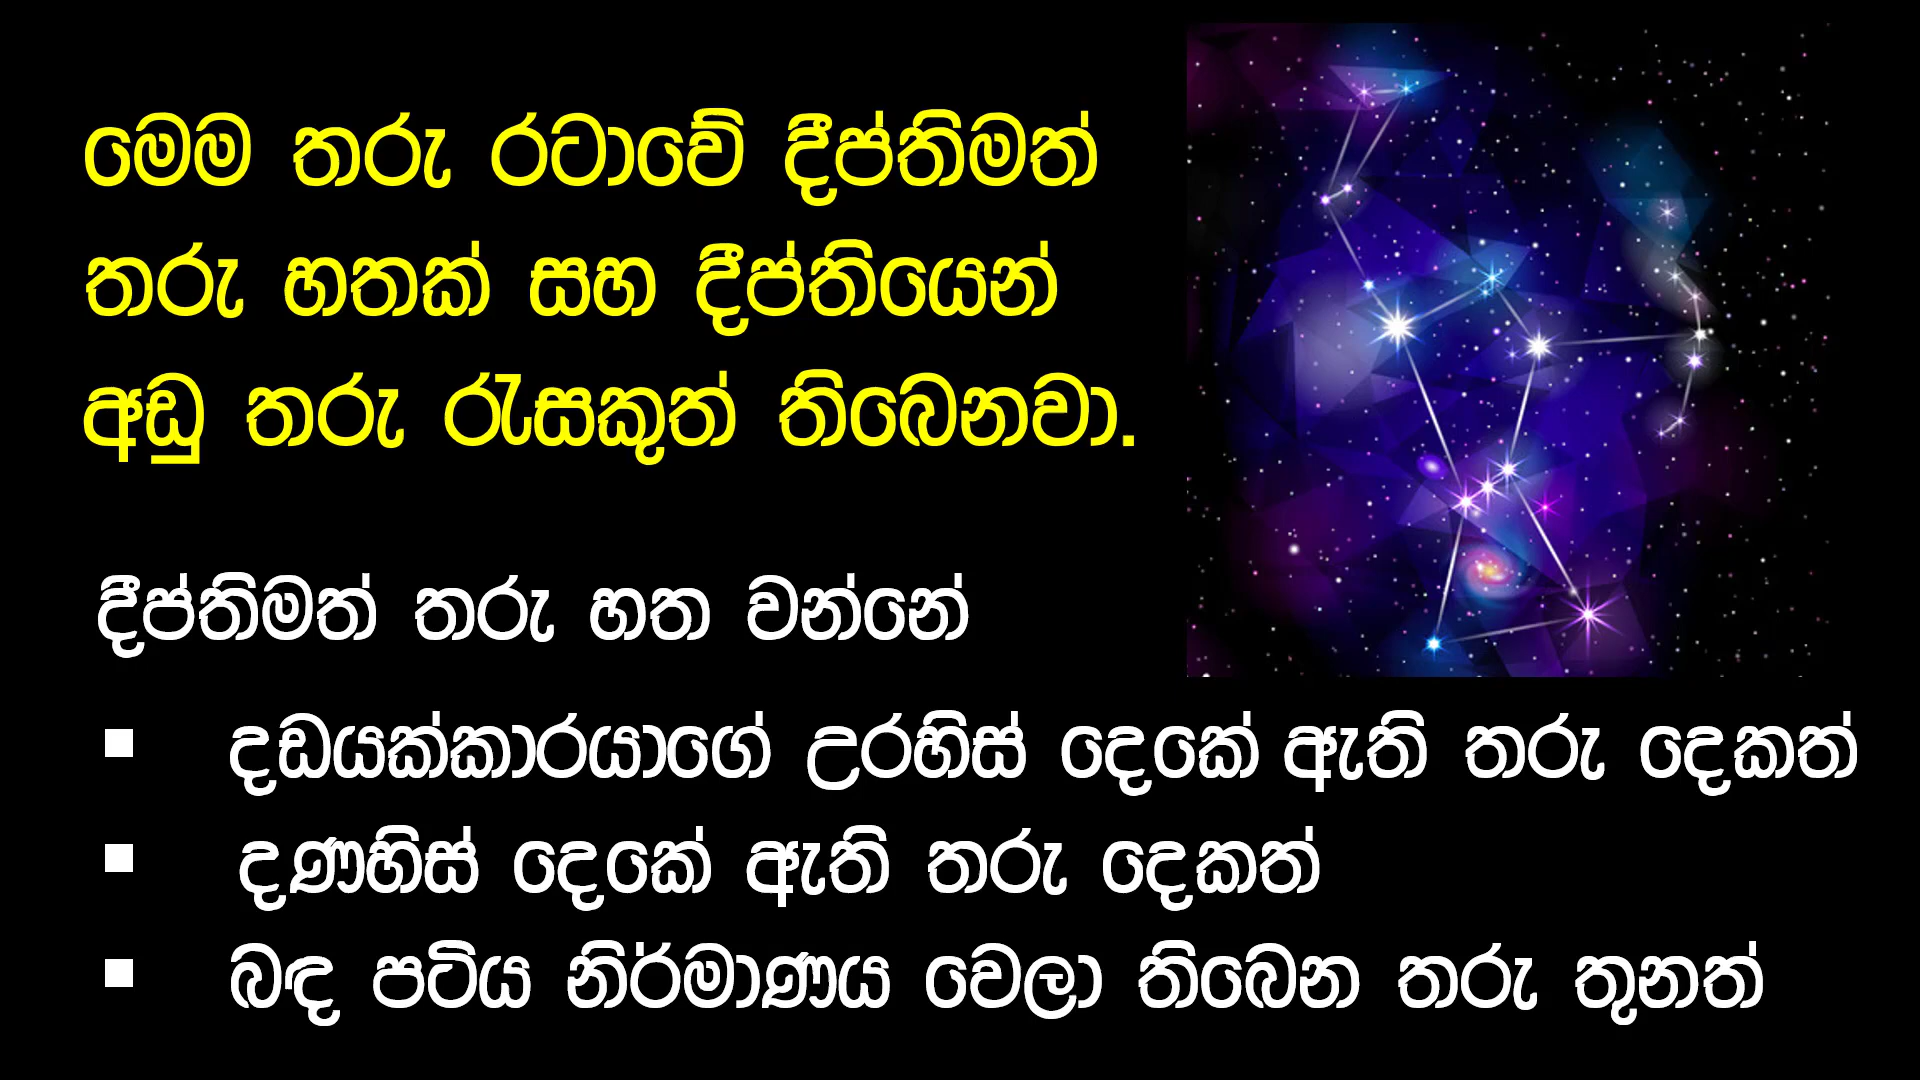 මෙම තරු රටාවේ දීප්තිමත්
තරු හතක් සහ දීප්තියෙන්
අඩු තරු රැසකුත් තිබෙනවා.
දීප්තිමත් තරු හත වන්නේ
▪ දඩයක්කාරයාගේ උරහිස් දෙකේ ඇති තරු දෙකත්
▪ දණහිස් දෙකේ ඇති තරු දෙකත්
▪ බඳ පටිය නිර්මාණය වෙලා තිබෙන තරු තුනත්